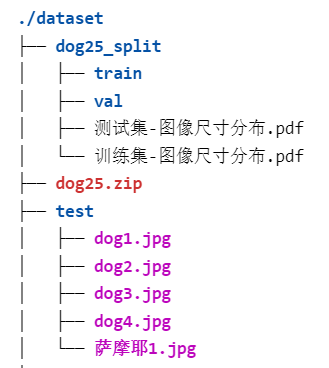 ./dataset
├── dog25_split
│   ├── train
│   ├── val
│   ├── 测试集-图像尺寸分布.pdf
│   └── 训练集-图像尺寸分布.pdf
├── dog25.zip
├── test
│   ├── dog1.jpg
│   ├── dog2.jpg
│   ├── dog3.jpg
│   ├── dog4.jpg
│   └── 萨摩耶1.jpg